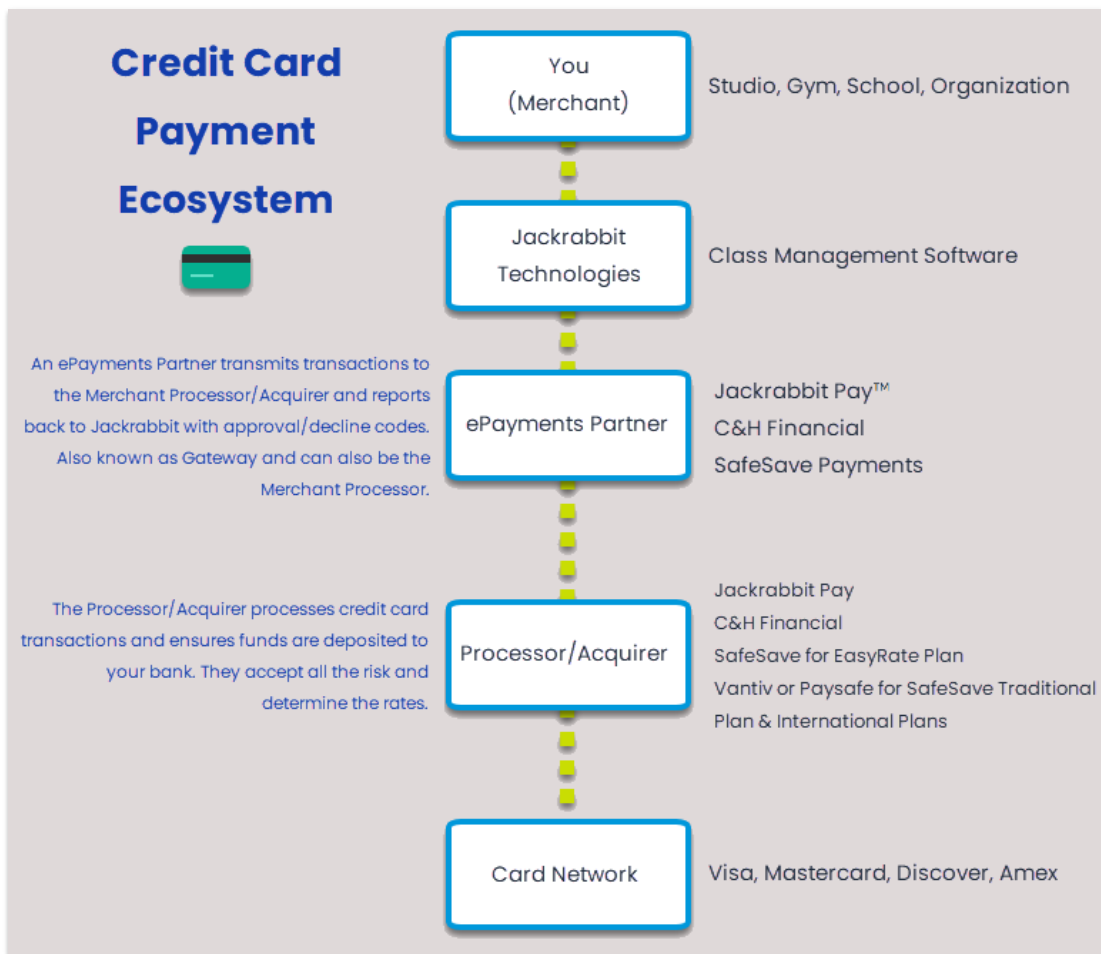 Credit Card
Payment
Ecosystem
You
(Merchant)
Studio, Gym, School, Organization
Jackrabbit
Technologies
Class Management Software
An ePayments Partner transmits transactions to
the Merchant Processor/Acquirer and reports
back to Jackrabbit with approval/decline codes.
Also known as Gateway and can also be the
Merchant Processor.
ePayments Partner
Jackrabbit Pay™
C&H Financial
SafeSave Payments
The Processor/Acquirer processes credit card
transactions and ensures funds are deposited to
your bank. They accept all the risk and
determine the rates.
Processor/Acquirer
Jackrabbit Pay
C&H Financial
SafeSave for EasyRate Plan
Vantiv or Paysafe for SafeSave Traditional
Plan & International Plans
Card Network
Visa, Mastercard, Discover, Amex